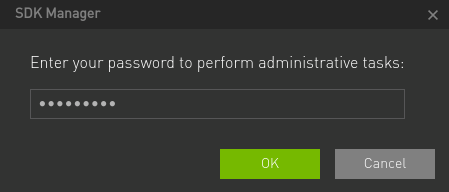 SDK Manager
Enter your password to perform administrative tasks:
•••••••••
OK
Cancel